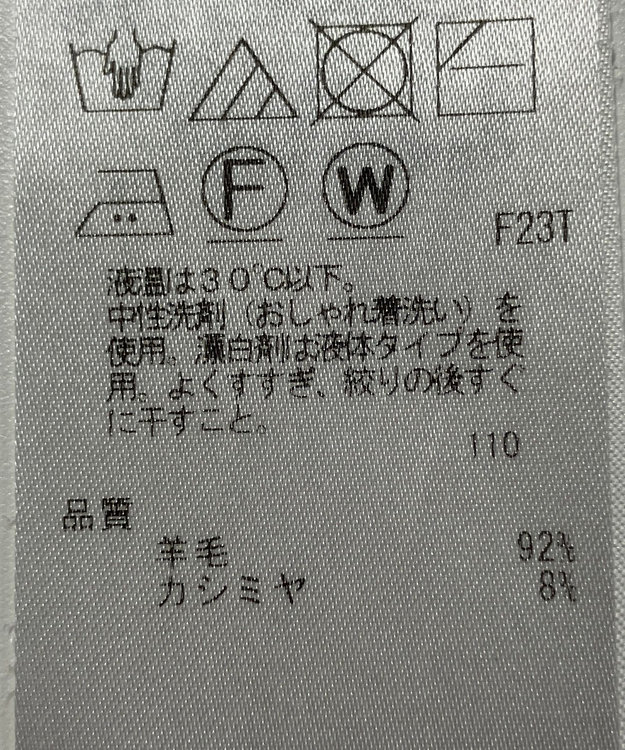 F
W
F23T
液温は30℃以下。
中性洗剤（おしゃれ着洗い）を
使用。漂白剤は液体タイプを使
用。よくすすぎ、絞りの後すぐ
に干すこと。
110
品質
羊毛 92%
カシミヤ 8%